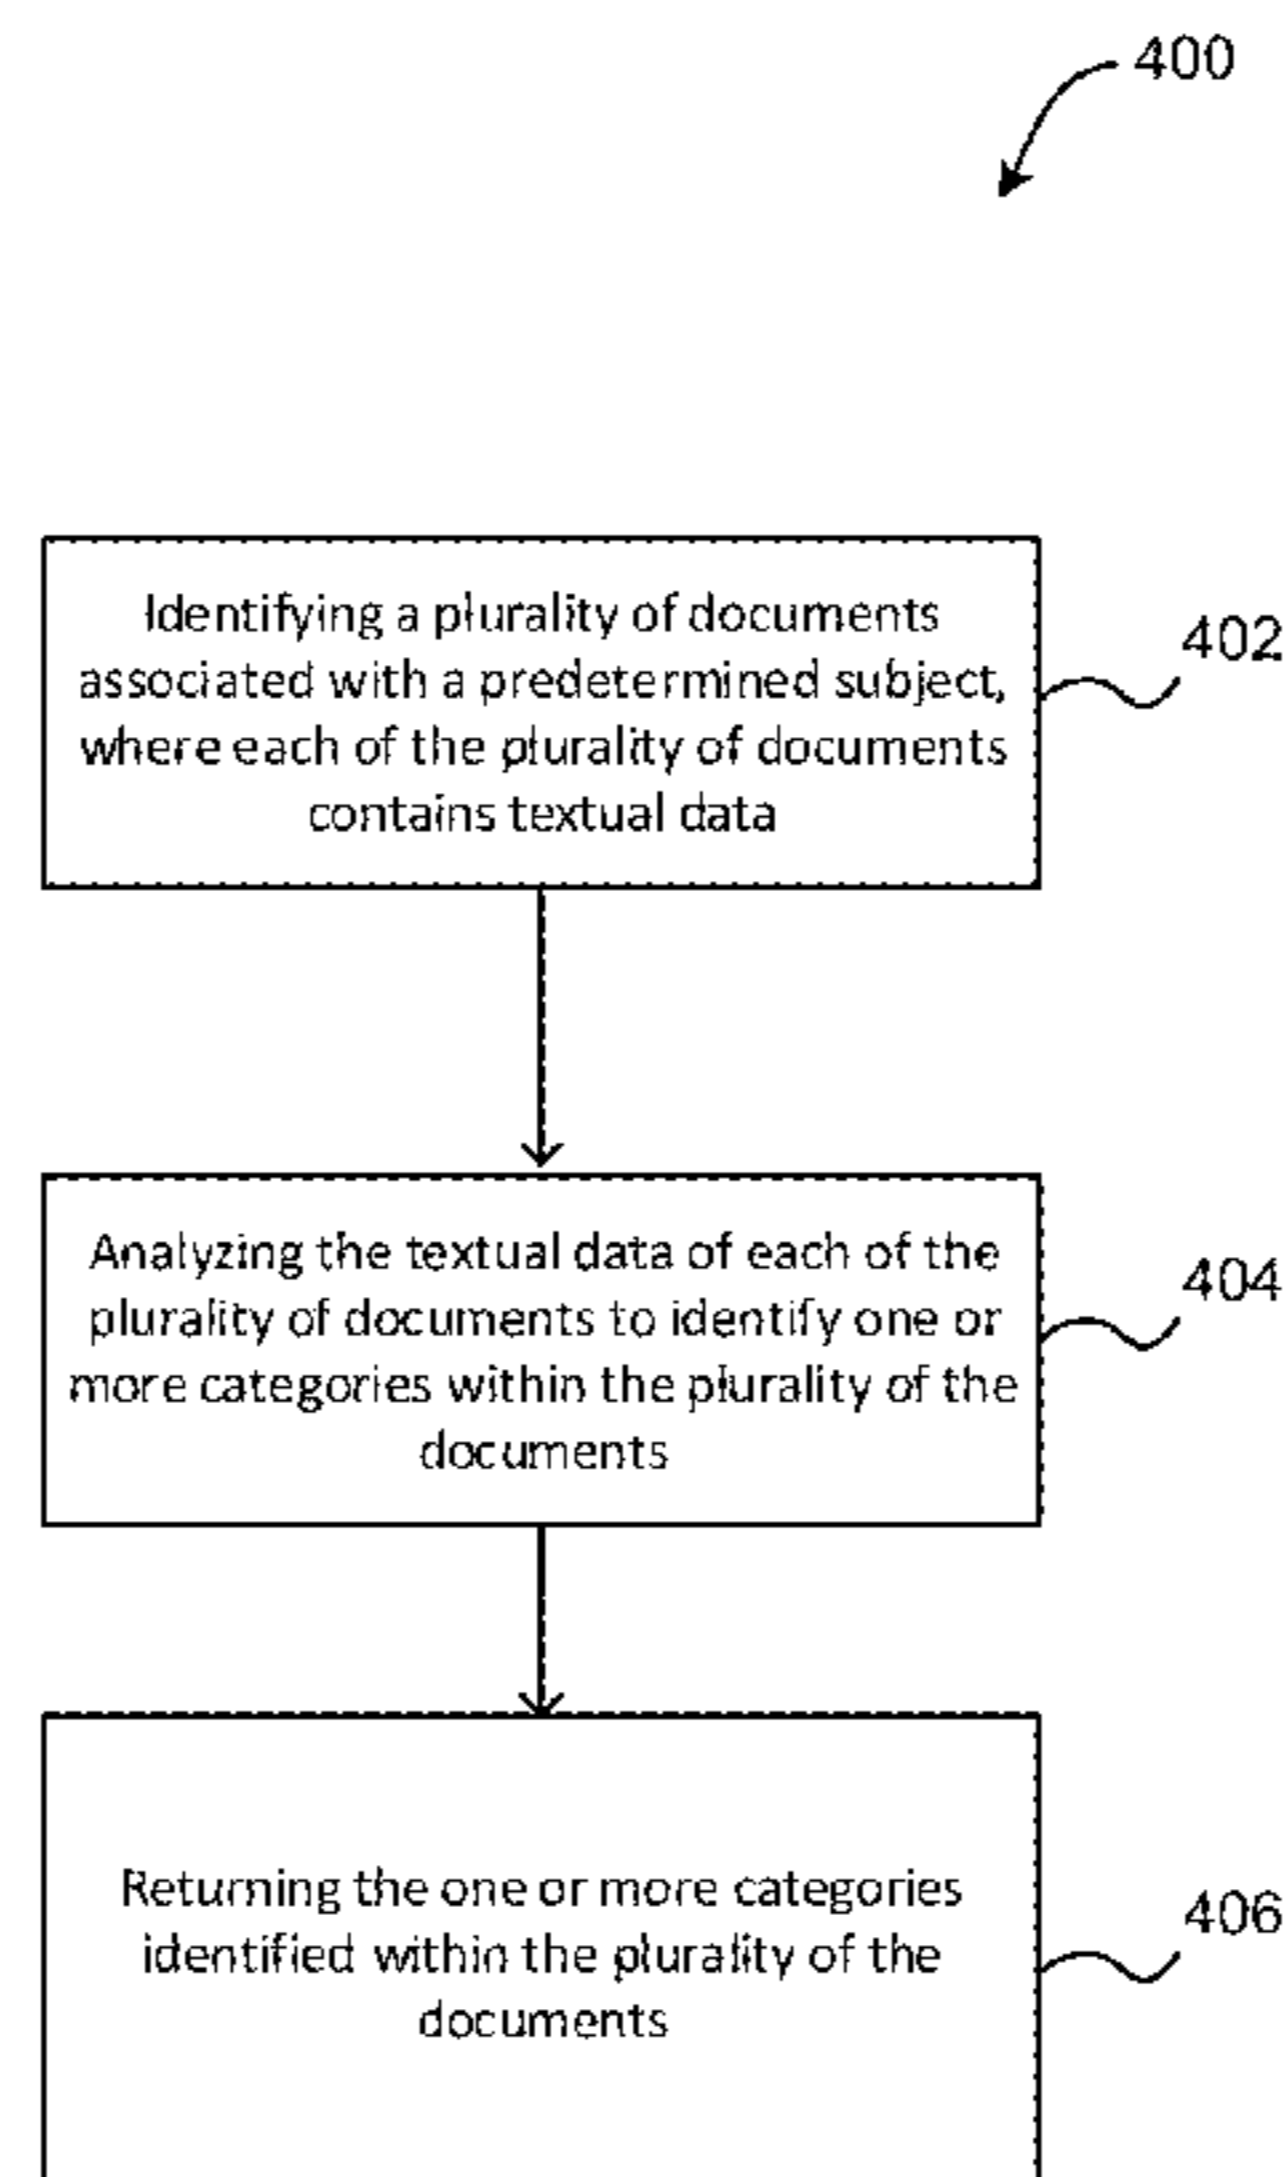 400
Identifying a plurality of documents
associated with a predetermined subject,
where each of the plurality of documents
contains textual data
402
Analyzing the textual data of each of the
plurality of documents to identify one or
more categories within the plurality of the
documents
404
Returning the one or more categories
identified within the plurality of the
documents
406